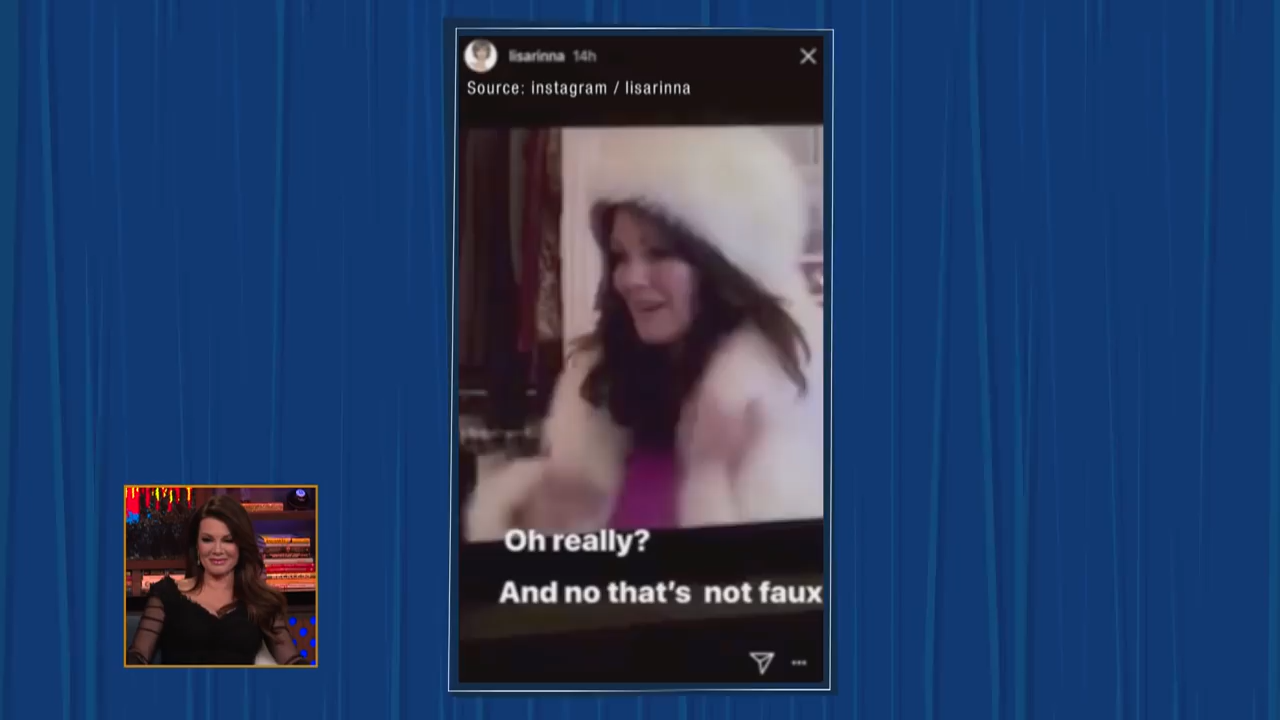 lisarinna 14h
Source: instagram / lisarinna
Oh really?
And no that's not faux